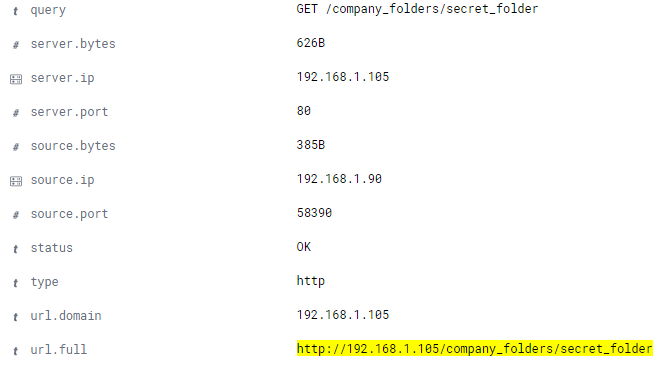 t query GET /company_folders/secret_folder
# server.bytes 626B
server.ip 192.168.1.105
# server.port 80
# source.bytes 385B
source.ip 192.168.1.90
# source.port 58390
t status OK
t type http
t url.domain 192.168.1.105
t url.full http://192.168.1.105/company_folders/secret_folder